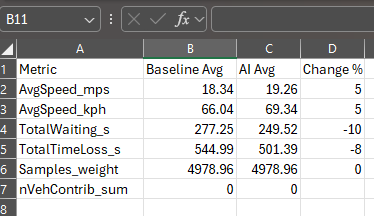 B11 fx
A B C D
1 Metric Baseline Avg AI Avg Change %
2 AvgSpeed_mps 18.34 19.26 5
3 AvgSpeed_kph 66.04 69.34 5
4 TotalWaiting_s 277.25 249.52 -10
5 TotalTimeLoss_s 544.99 501.39 -8
6 Samples_weight 4978.96 4978.96 0
7 nVehContrib_sum 0 0
8